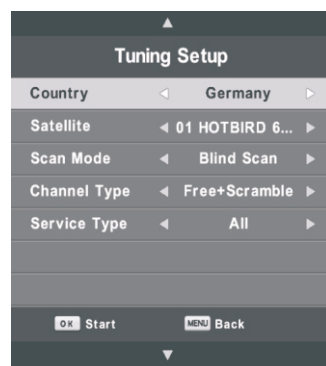 Tuning Setup
Country Germany
Satellite 01 HOTBIRD 6...
Scan Mode Blind Scan
Channel Type Free+Scramble
Service Type All
OK Start MENU Back